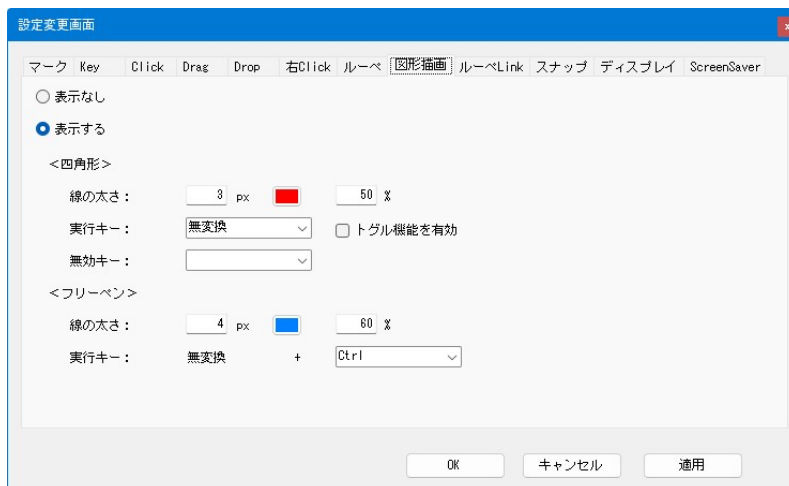 設定変更画面
マーク Key Click Drag Drop 右Click ルーペ 図形描画 ルーペLink スナップ ディスプレイ ScreenSaver
表示なし
表示する
＜四角形＞
線の太さ： 3 px 50 %
実行キー： 無変換 トグル機能を有効
無効キー：
＜フリーペン＞
線の太さ： 4 px 60 %
実行キー： 無変換 + Ctrl
OK キャンセル 適用